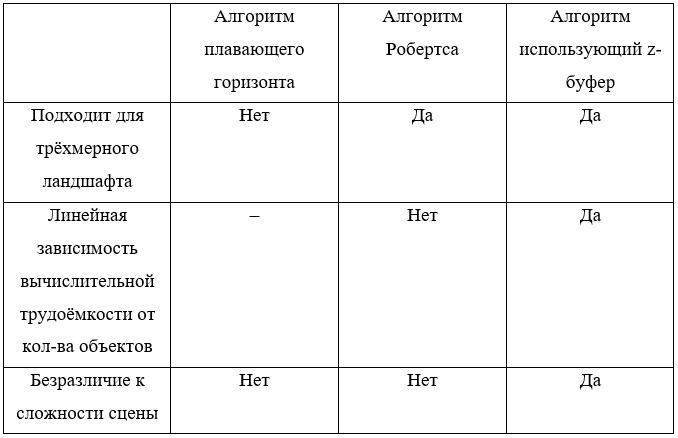 Алгоритм
плавающего
горизонта
Алгоритм
Робертса
Алгоритм
использующий z-
буфер
Подходит для
трёхмерного
ландшафта
Нет
Да
Да
Линейная
зависимость
вычислительной
трудоёмкости от
кол-ва объектов
–
Нет
Да
Безразличие к
сложности сцены
Нет
Нет
Да